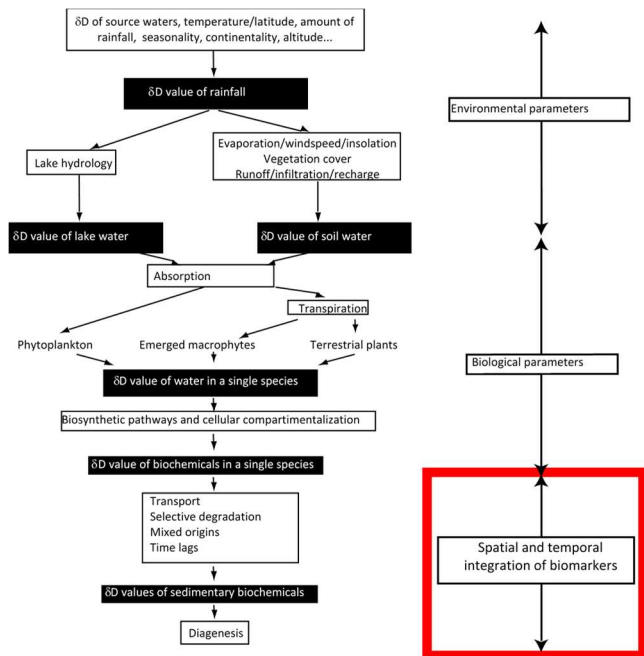 δD of source waters, temperature/latitude, amount of
rainfall, seasonality, continentality, altitude...
δD value of rainfall
Environmental parameters
Lake hydrology
Evaporation/windspeed/insolation
Vegetation cover
Runoff/infiltration/recharge
δD value of lake water
δD value of soil water
Absorption
Transpiration
Phytoplankton
Emerged macrophytes
Terrestrial plants
Biological parameters
δD value of water in a single species
Biosynthetic pathways and cellular compartimentalization
δD value of biochemicals in a single species
Transport
Selective degradation
Mixed origins
Time lags
Spatial and temporal
integration of biomarkers
δD values of sedimentary biochemicals
Diagenesis